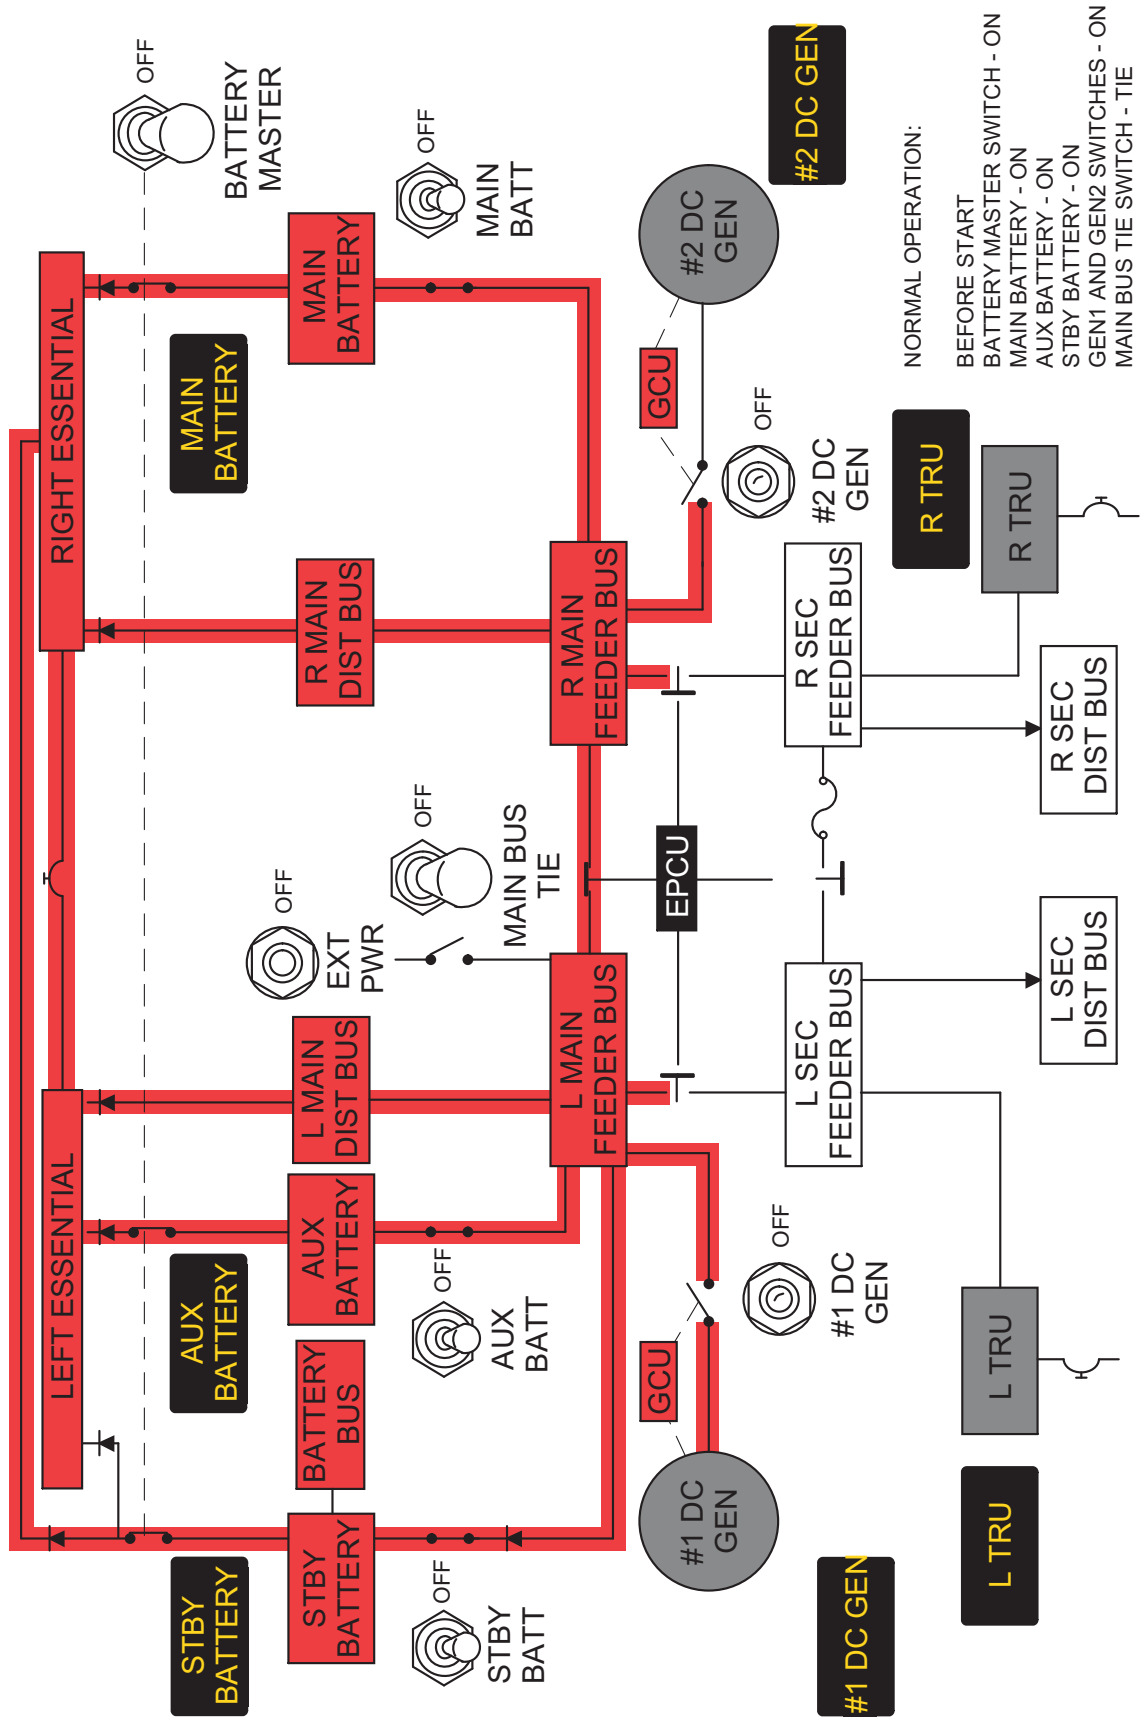 STBY
BATTERY
AUX
BATTERY
MAIN
BATTERY
OFF
BATTERY
MASTER
LEFT ESSENTIAL
RIGHT ESSENTIAL
STBY
BATTERY
BATTERY
BUS
AUX
BATTERY
L MAIN
DIST BUS
R MAIN
DIST BUS
MAIN
BATTERY
OFF
STBY
BATT
OFF
AUX
BATT
OFF
EXT
PWR
OFF
MAIN BUS
TIE
OFF
MAIN
BATT
L MAIN
FEEDER BUS
R MAIN
FEEDER BUS
#1 DC
GEN
GCU
OFF
#1 DC
GEN
EPCU
GCU
OFF
#2 DC
GEN
#2 DC
GEN
#2 DC GEN
#1 DC GEN
L SEC
FEEDER BUS
R SEC
FEEDER BUS
L TRU
L TRU
L SEC
DIST BUS
R SEC
DIST BUS
R TRU
R TRU
NORMAL OPERATION:
BEFORE START
BATTERY MASTER SWITCH - ON
MAIN BATTERY - ON
AUX BATTERY - ON
STBY BATTERY - ON
GEN1 AND GEN2 SWITCHES - ON
MAIN BUS TIE SWITCH - TIE